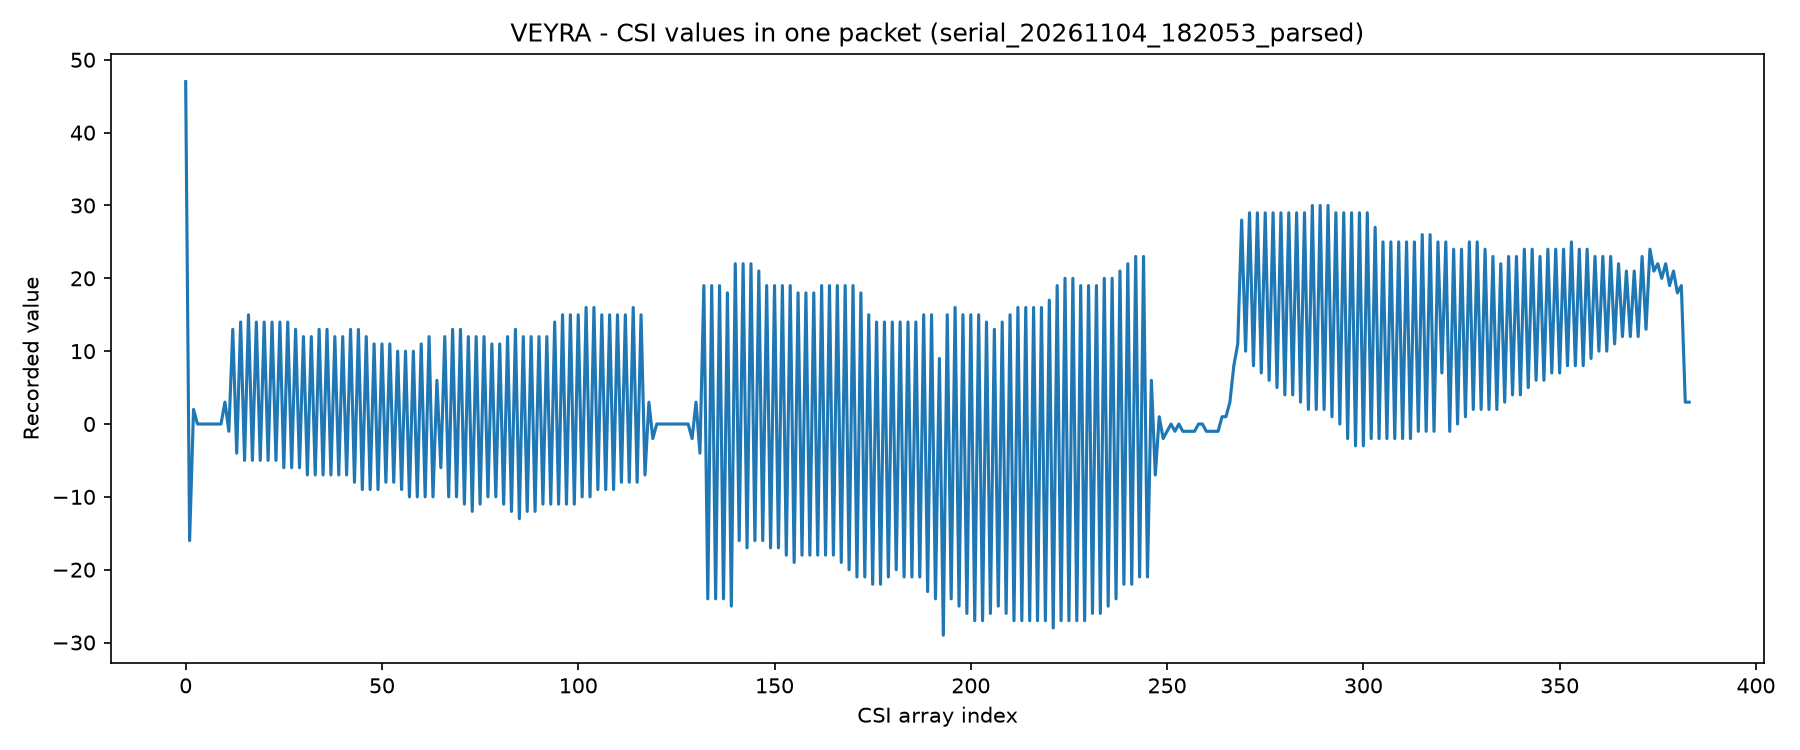 VEYRA - CSI values in one packet (serial_20261104_182053_parsed)
50
40
30
20
10
0
−10
−20
−30
Recorded value
0 50 100 150 200 250 300 350 400
CSI array index